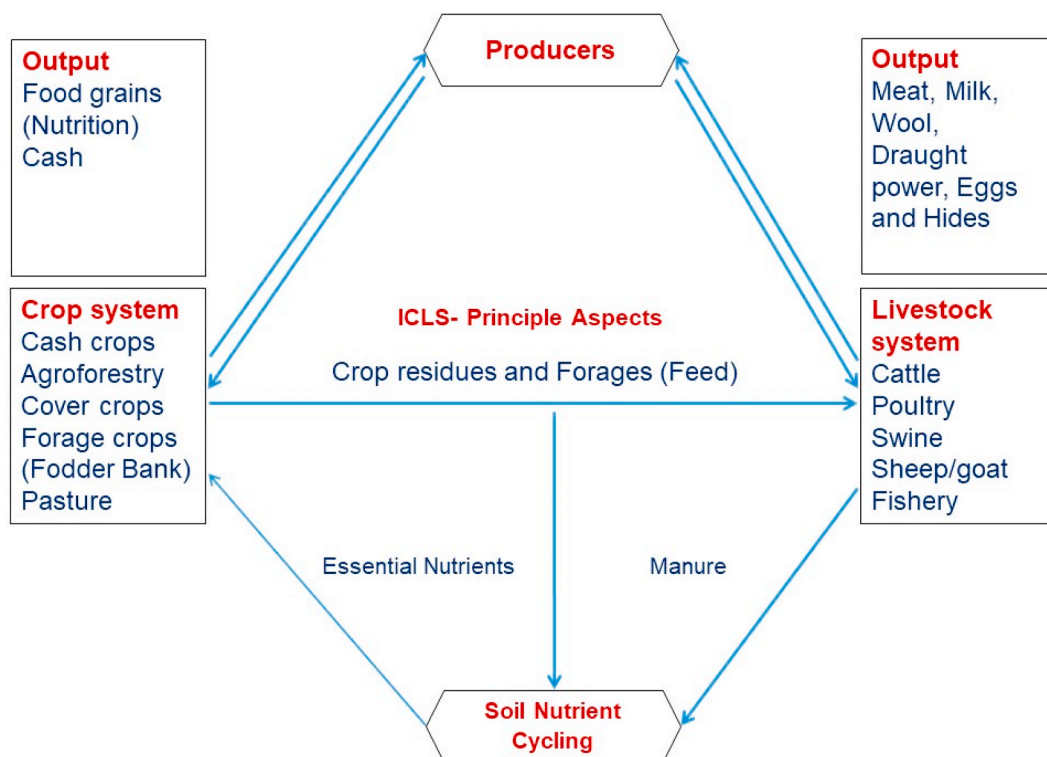 Producers
Output
Food grains
(Nutrition)
Cash
Output
Meat, Milk,
Wool,
Draught
power, Eggs
and Hides
Crop system
Cash crops
Agroforestry
Cover crops
Forage crops
(Fodder Bank)
Pasture
ICLS- Principle Aspects
Crop residues and Forages (Feed)
Livestock
system
Cattle
Poultry
Swine
Sheep/goat
Fishery
Essential Nutrients
Manure
Soil Nutrient
Cycling